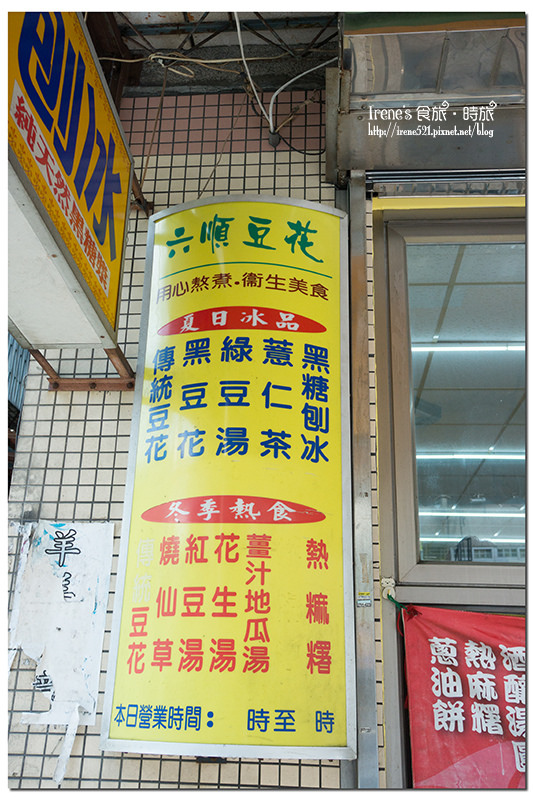 刨冰
純天然黑糖漿
Irene's 食旅‧時旅
http://irene521.pixnet.net/blog
六順豆花
用心熬煮‧衛生美食
夏日冰品
黑糖刨冰
薏仁茶
綠豆湯
黑豆花
傳統豆花
冬季熱食
熱麻糬
薑汁地瓜湯
花生湯
紅豆湯
燒仙草
傳統豆花
本日營業時間： 時至 時
羊
酒釀湯圓
熱麻糬
蔥油餅